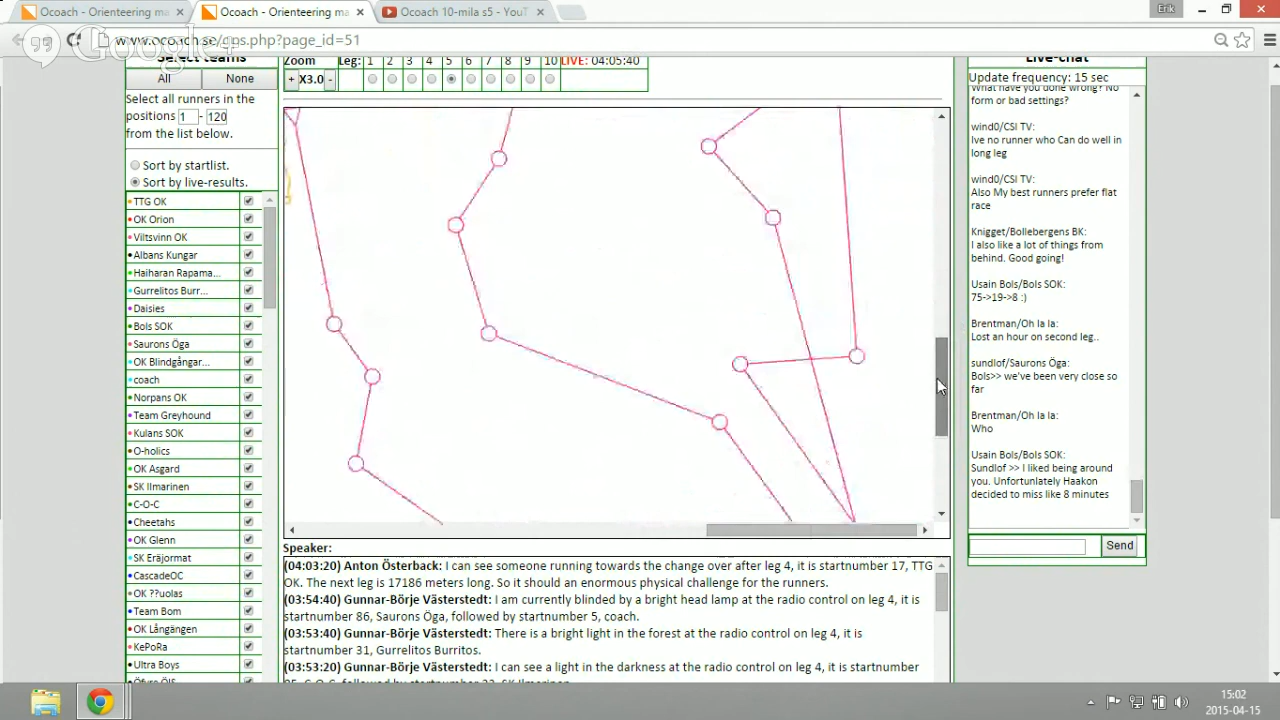 Ocoach - Orienteering ma
Ocoach - Orienteering ma
Ocoach 10-mila s5 - YouT
Erik
www.ocoach.se/gps.php?page_id=51
Google+
Select teams
All
None
Select all runners in the
positions 1 - 120
from the list below.
Sort by startlist.
Sort by live-results.
TTG OK
OK Orion
Viltsvinn OK
Albans Kungar
Haiharan Rapama...
Gurrelitos Burr...
Daisies
Bols SOK
Saurons Öga
OK Blindgångar...
coach
Norpans OK
Team Greyhound
Kulans SOK
O-holics
OK Asgard
SK Ilmarinen
C-O-C
Cheetahs
OK Glenn
SK Eräjormat
CascadeOC
OK ??uolas
Team Bom
OK Långängen
KePoRa
Ultra Boys
Öfvre ÖIS
Zoom
Leg: 1 2 3 4 5 6 7 8 9 10 LIVE: 04:05:40
+ X3.0 -
Speaker:
(04:03:20) Anton Österback: I can see someone running towards the change over after leg 4, it is startnumber 17, TTG
OK. The next leg is 17186 meters long. So it should an enormous physical challenge for the runners.
(03:54:40) Gunnar-Börje Västerstedt: I am currently blinded by a bright head lamp at the radio control on leg 4, it is
startnumber 86, Saurons Öga, followed by startnumber 5, coach.
(03:53:40) Gunnar-Börje Västerstedt: There is a bright light in the forest at the radio control on leg 4, it is
startnumber 31, Gurrelitos Burritos.
(03:53:20) Gunnar-Börje Västerstedt: I can see a light in the darkness at the radio control on leg 4, it is startnumber
Live-chat
Update frequency: 15 sec
What have you done wrong? No
form or bad settings?
wind0/CSI TV:
Ive no runner who Can do well in
long leg
wind0/CSI TV:
Also My best runners prefer flat
race
Knigget/Bollebergens BK:
I also like a lot of things from
behind. Good going!
Usain Bols/Bols SOK:
75->19->8 :)
Brentman/Oh la la:
Lost an hour on second leg..
sundlof/Saurons Öga:
Bols>> we've been very close so
far
Brentman/Oh la la:
Who
Usain Bols/Bols SOK:
Sundlof >> I liked being around
you. Unfortunlately Haakon
decided to miss like 8 minutes
Send
15:02
2015-04-15